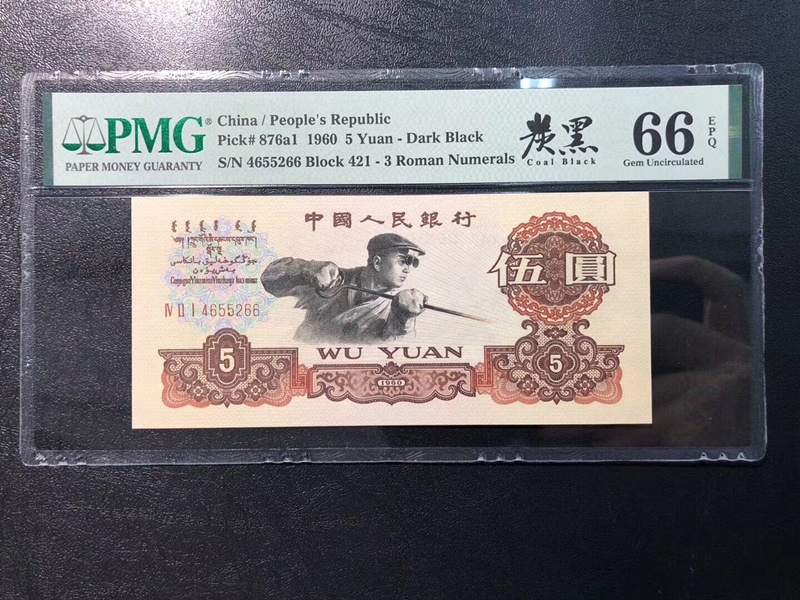 PMG®
PAPER MONEY GUARANTY
China / People's Republic
Pick# 876a1 1960 5 Yuan - Dark Black
S/N 4655266 Block 421 - 3 Roman Numerals
炭黑
Coal Black
66
EPQ
Gem Uncirculated
中國人民銀行
伍圓
IV II I 4655266
5
WU YUAN
5
1960